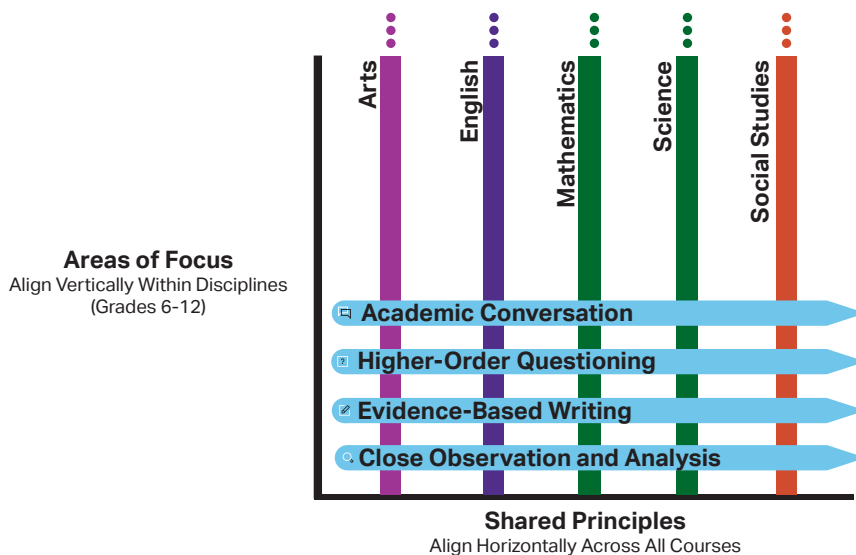 Arts
English
Mathematics
Science
Social Studies
Areas of Focus
Align Vertically Within Disciplines
(Grades 6-12)
Academic Conversation
? Higher-Order Questioning
Evidence-Based Writing
Close Observation and Analysis
Shared Principles
Align Horizontally Across All Courses